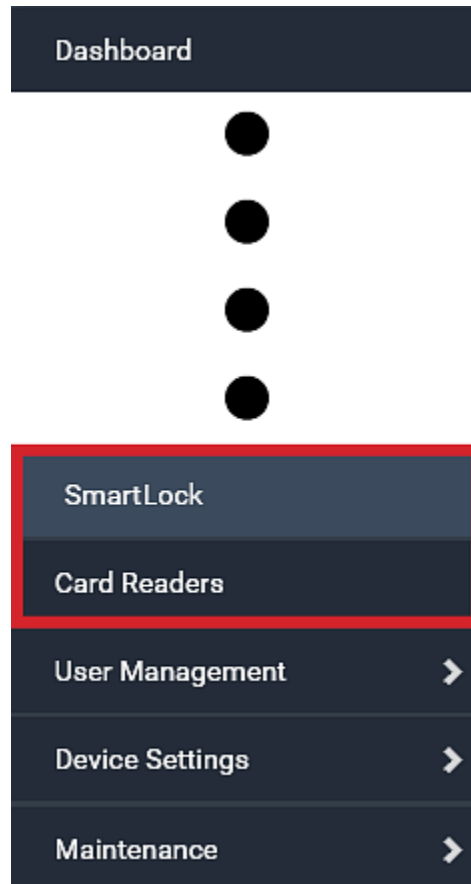 Dashboard
SmartLock
Card Readers
User Management
Device Settings
Maintenance